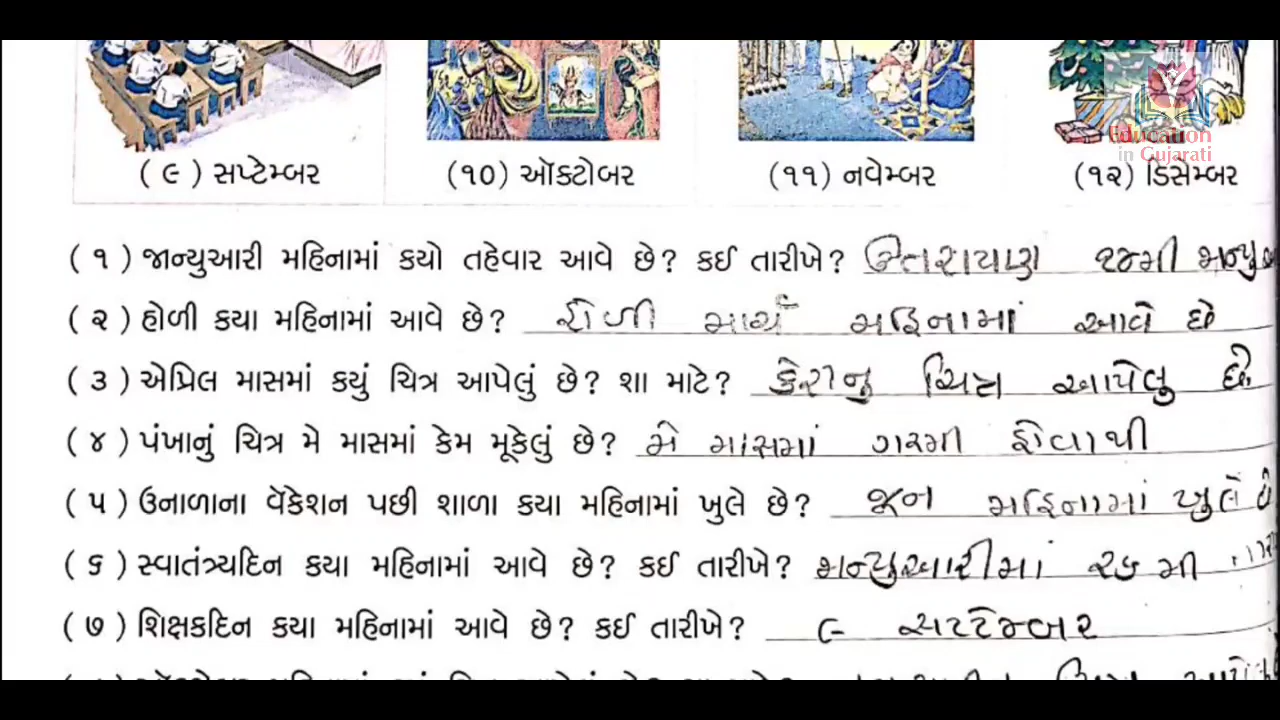 Education
in Gujarati
(૯) સપ્ટેમ્બર (૧૦) ઑક્ટોબર (૧૧) નવેમ્બર (૧૨) ડિસેમ્બર
(૧) જાન્યુઆરી મહિનામાં કયો તહેવાર આવે છે? કઈ તારીખે? ઉત્તરાયણ ૧૪મી
(૨) હોળી કયા મહિનામાં આવે છે? હોળી માર્ચ મહિનામાં આવે છે
(૩) એપ્રિલ માસમાં કયું ચિત્ર આપેલું છે? શા માટે? કેરીનુ ચિત્ર આપેલુ છે.
(૪) પંખાનું ચિત્ર મે માસમાં કેમ મૂકેલું છે? મે માસમાં ગરમી હોવાથી
(૫) ઉનાળાના વૅકેશન પછી શાળા કયા મહિનામાં ખુલે છે? જૂન મહિનામાં ખુલે છે
(૬) સ્વાતંત્ર્યદિન કયા મહિનામાં આવે છે? કઈ તારીખે? જાન્યુઆરીમાં ૨૬ મી
(૭) શિક્ષકદિન કયા મહિનામાં આવે છે? કઈ તારીખે? સપ્ટેમ્બર